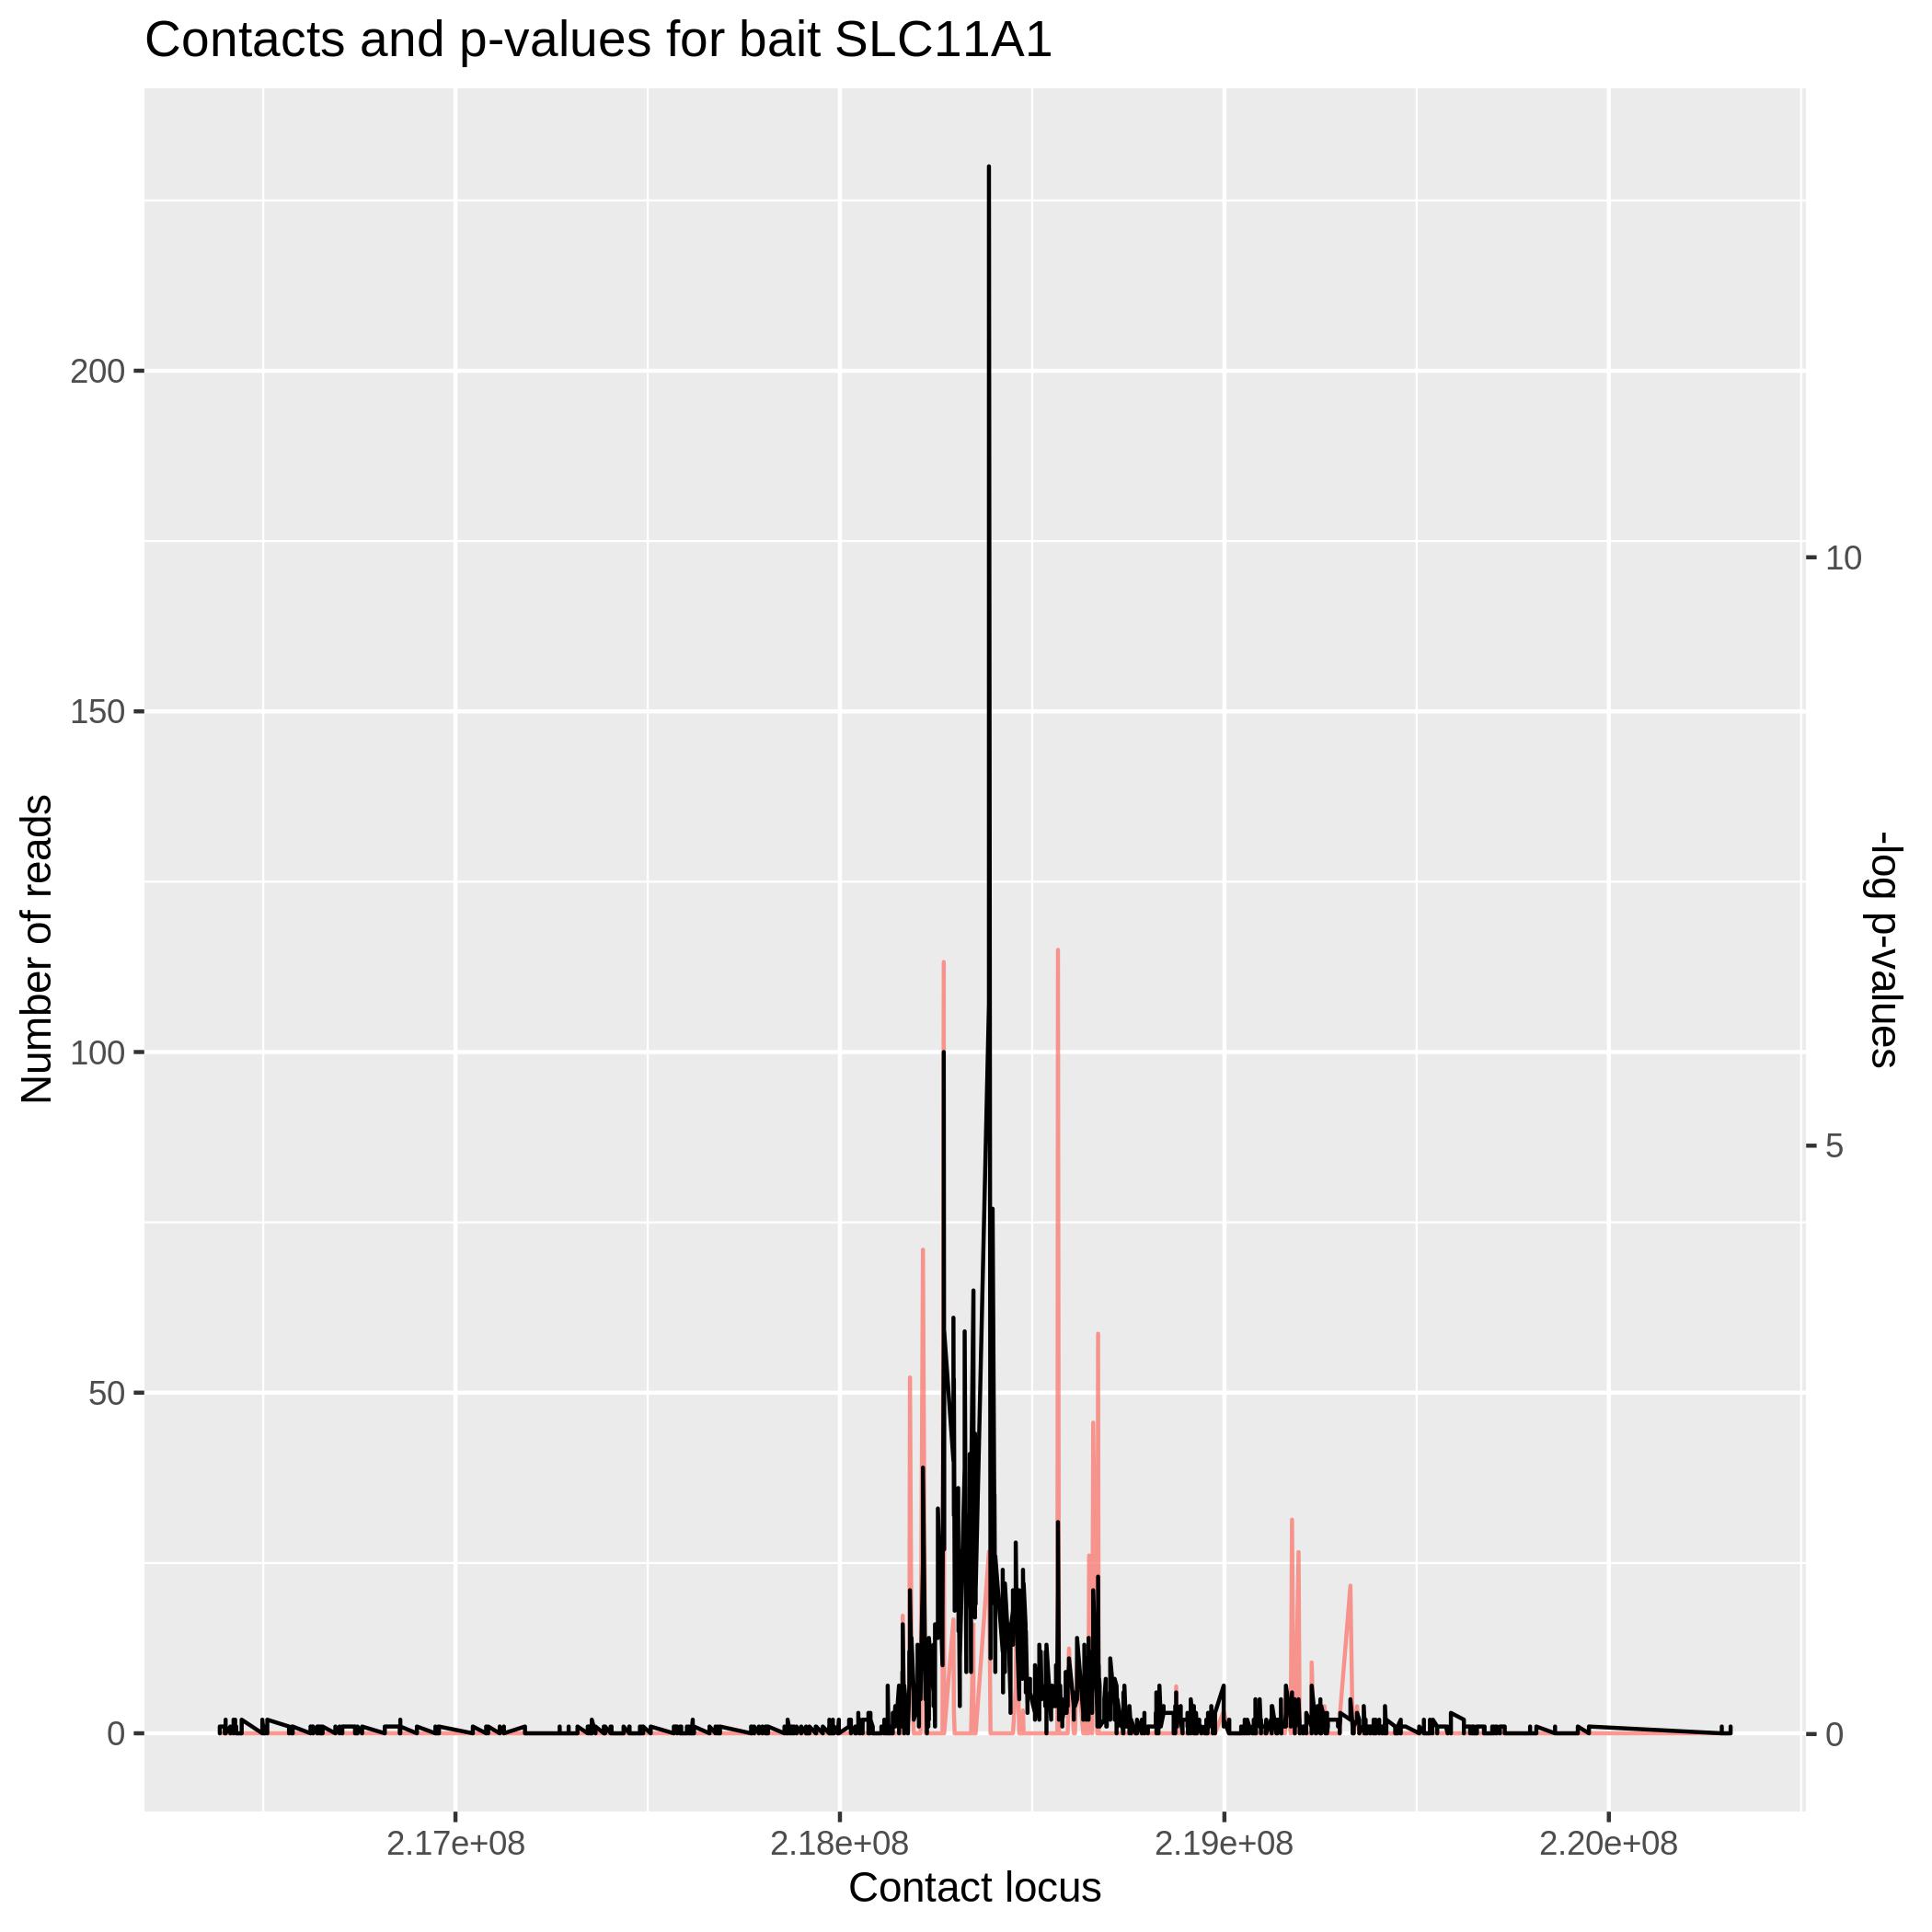 Contacts and p-values for bait SLC11A1
200
150
100
50
0
Number of reads
10
5
0
-log p-values
2.17e+08
2.18e+08
2.19e+08
2.20e+08
Contact locus